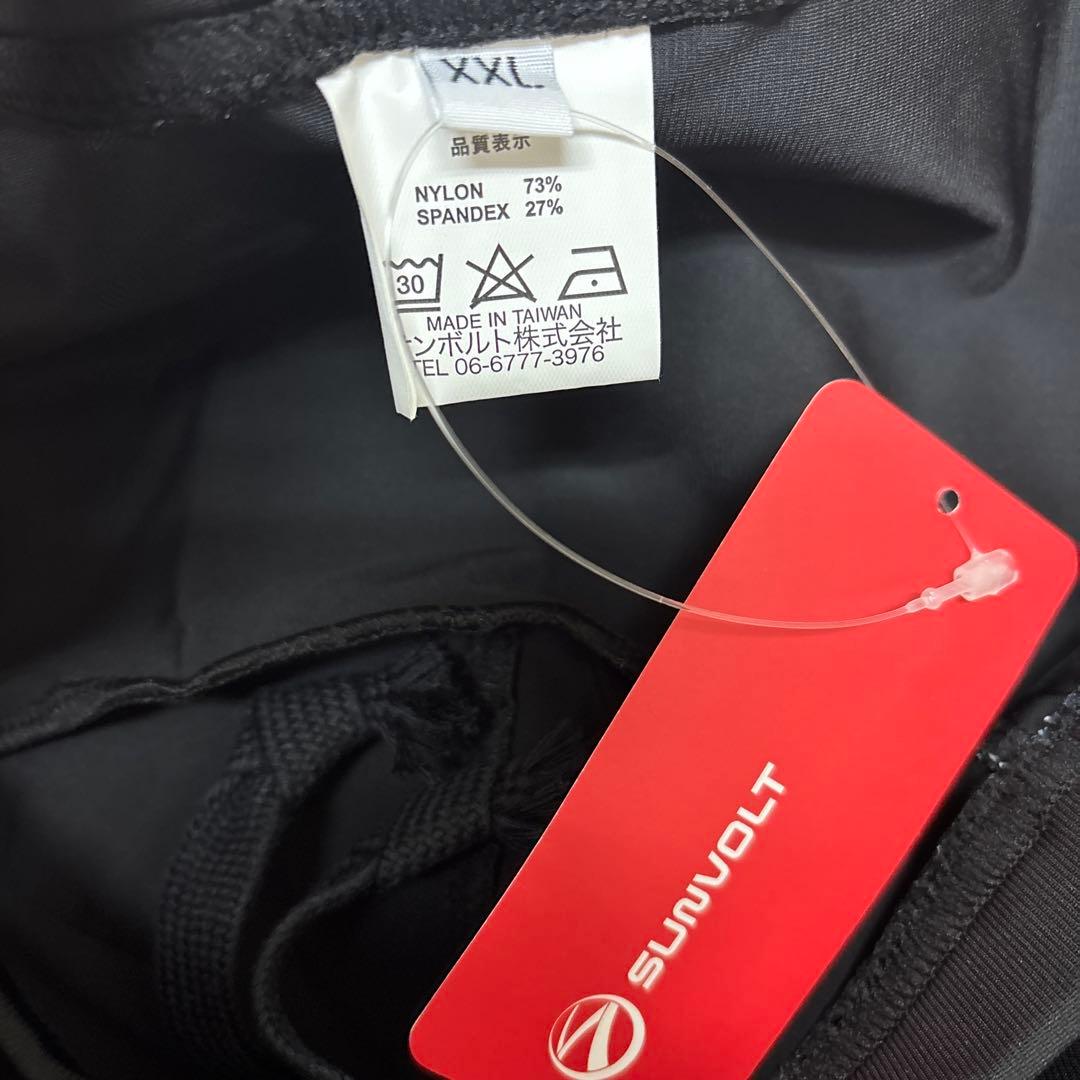 XXL
品質表示
NYLON 73%
SPANDEX 27%
30
MADE IN TAIWAN
ンボルト株式会社
TEL 06-6777-3976
SUNVOLT